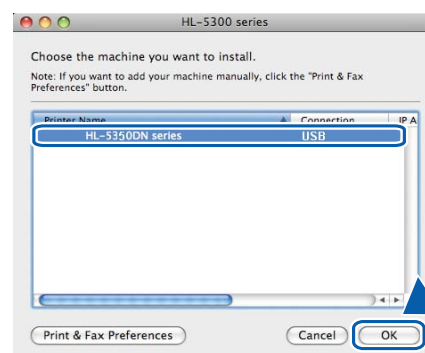 HL-5300 series
Choose the machine you want to install.
Note: If you want to add your machine manually, click the "Print & Fax
Preferences" button.
Printer Name Connection IP A
HL-5350DN series USB
Print & Fax Preferences Cancel OK